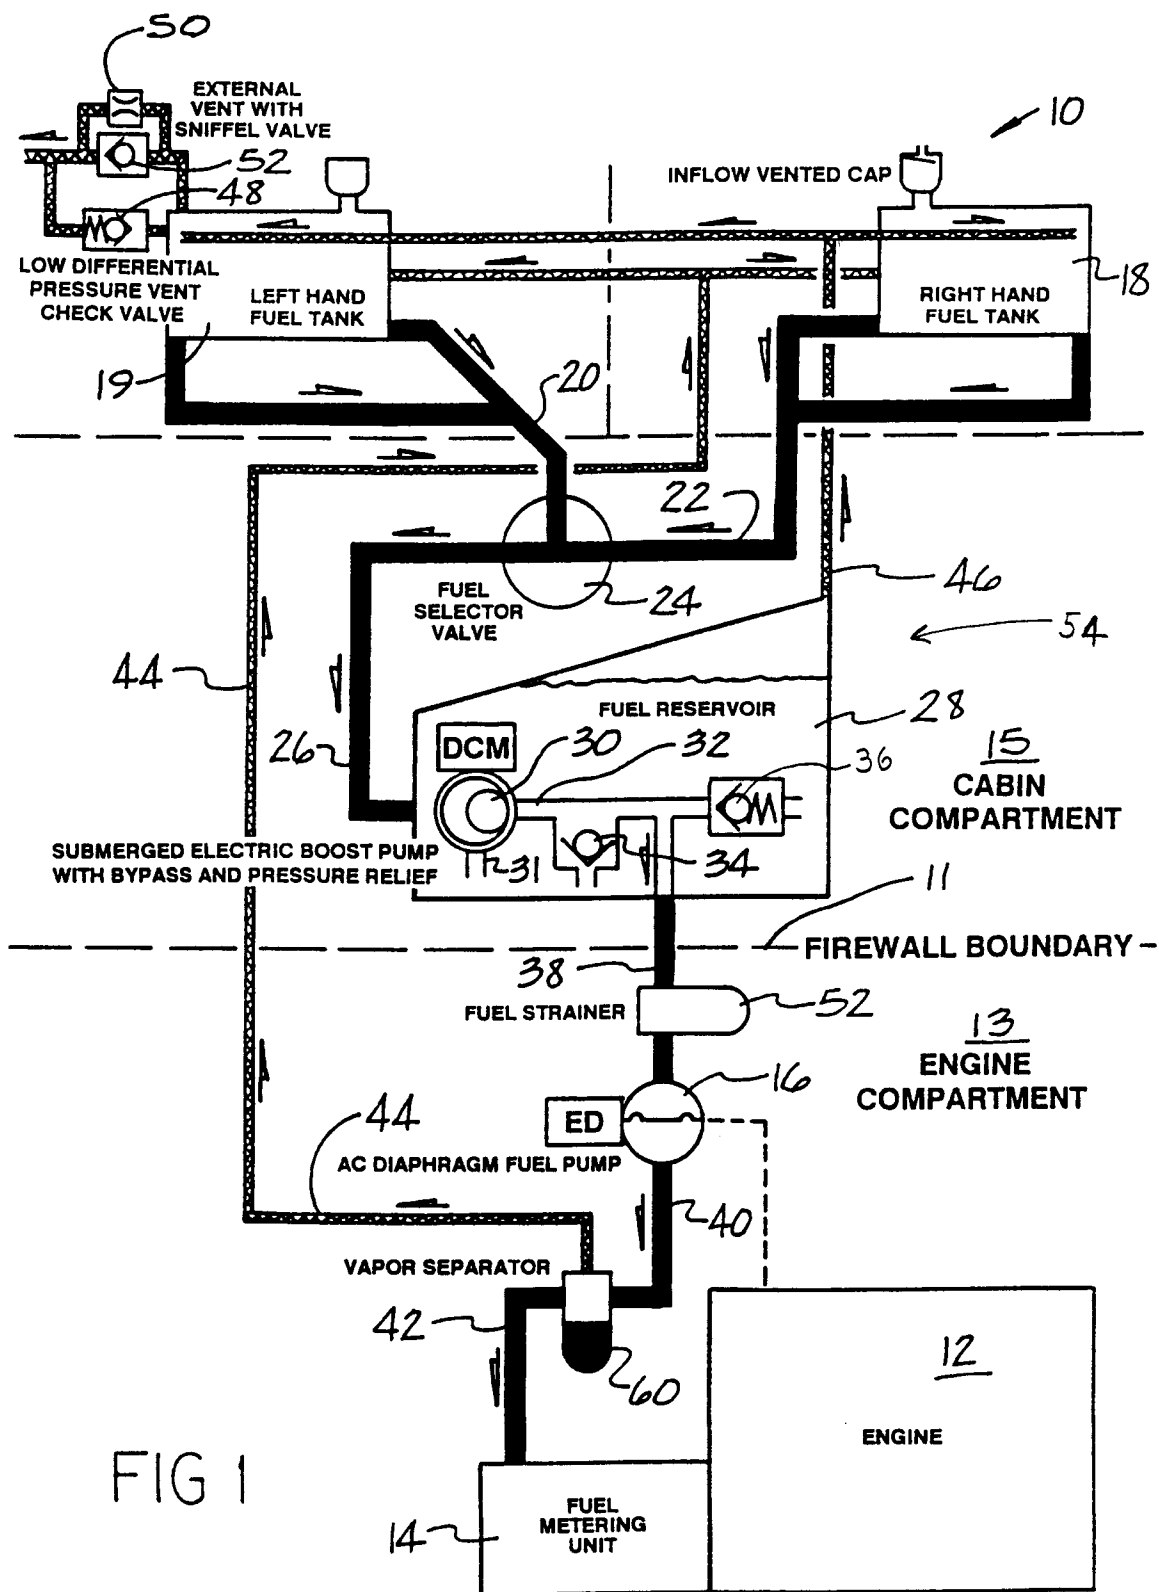 50
EXTERNAL
VENT WITH
SNIFFEL VALVE
10
52
INFLOW VENTED CAP
48
LOW DIFFERENTIAL
PRESSURE VENT
CHECK VALVE
LEFT HAND
FUEL TANK
RIGHT HAND
FUEL TANK
18
19
20
22
46
FUEL
SELECTOR
VALVE
24
54
44
FUEL RESERVOIR
28
26
DCM
30
32
36
15
CABIN
COMPARTMENT
SUBMERGED ELECTRIC BOOST PUMP
WITH BYPASS AND PRESSURE RELIEF
31
34
11
FIREWALL BOUNDARY
38
FUEL STRAINER
52
13
ENGINE
COMPARTMENT
16
ED
44
AC DIAPHRAGM FUEL PUMP
40
VAPOR SEPARATOR
42
60
12
ENGINE
FIG 1
FUEL
METERING
UNIT
14